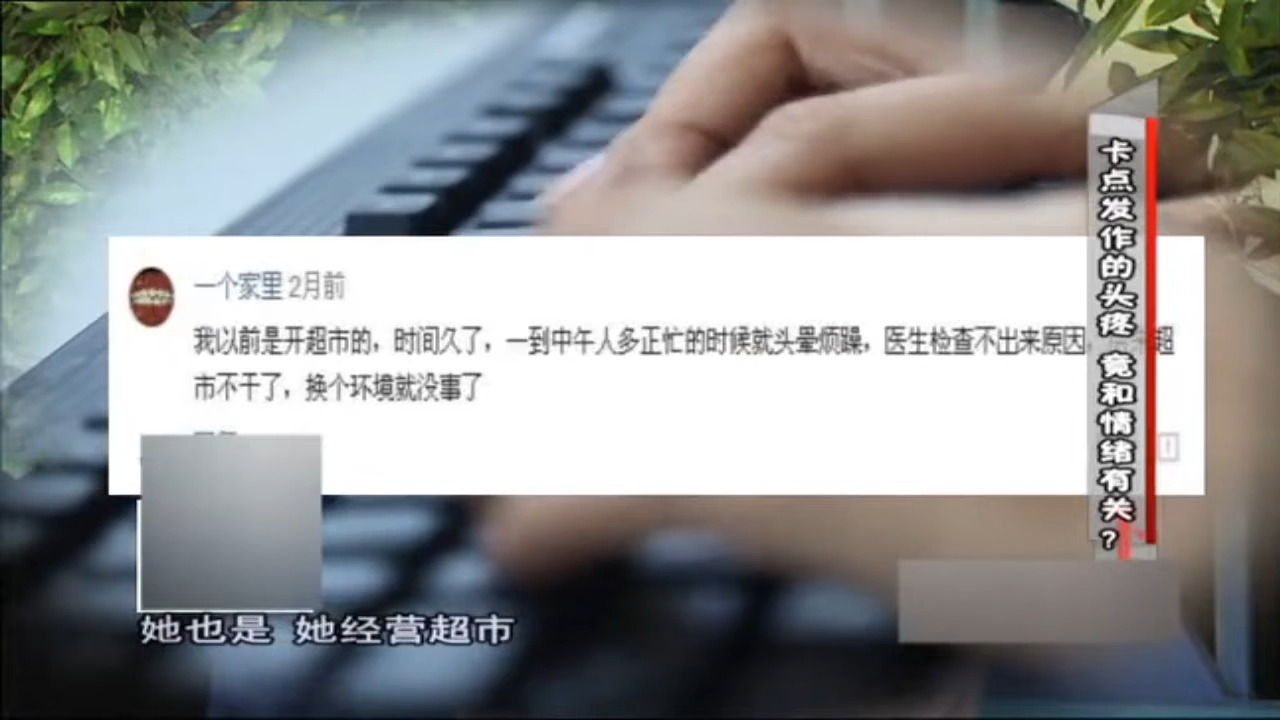 一个家里 2月前
我以前是开超市的，时间久了，一到中午人多正忙的时候就头晕烦躁，医生检查不出来原因，超
市不干了，换个环境就没事了
卡点发作的头疼 竟和情绪有关？
她也是 她经营超市